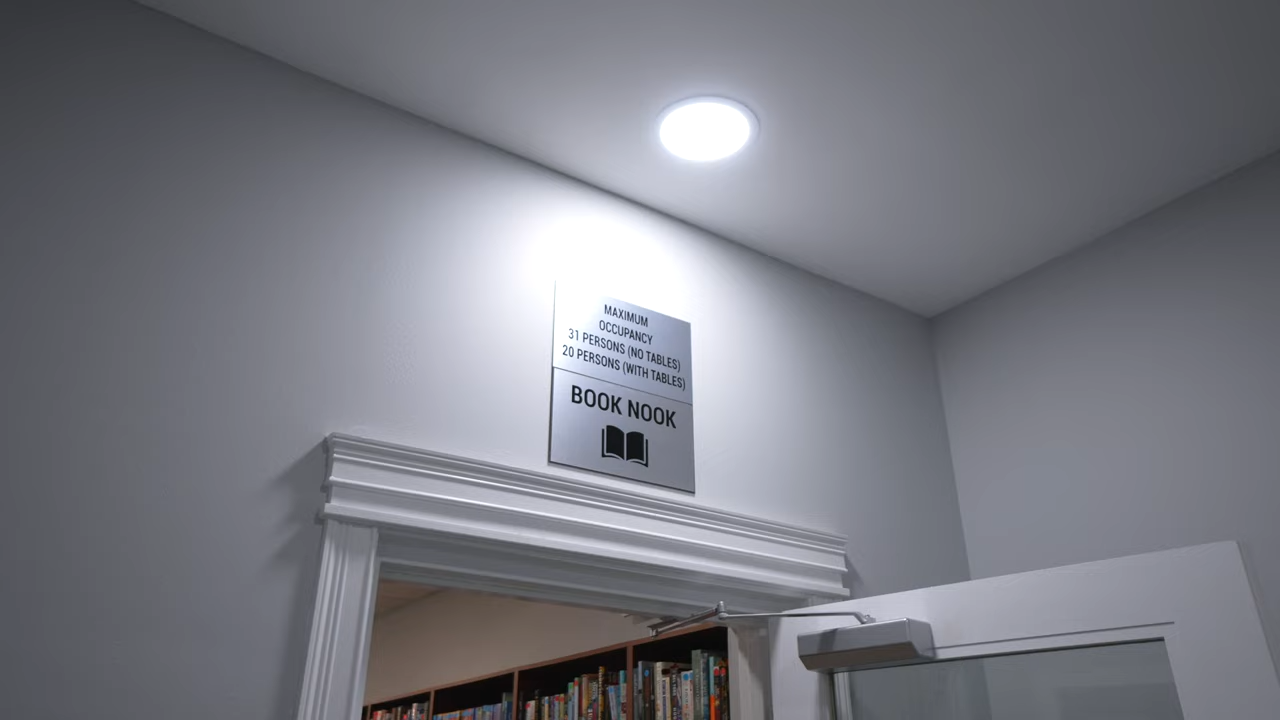 MAXIMUM
OCCUPANCY
31 PERSONS (NO TABLES)
20 PERSONS (WITH TABLES)
BOOK NOOK